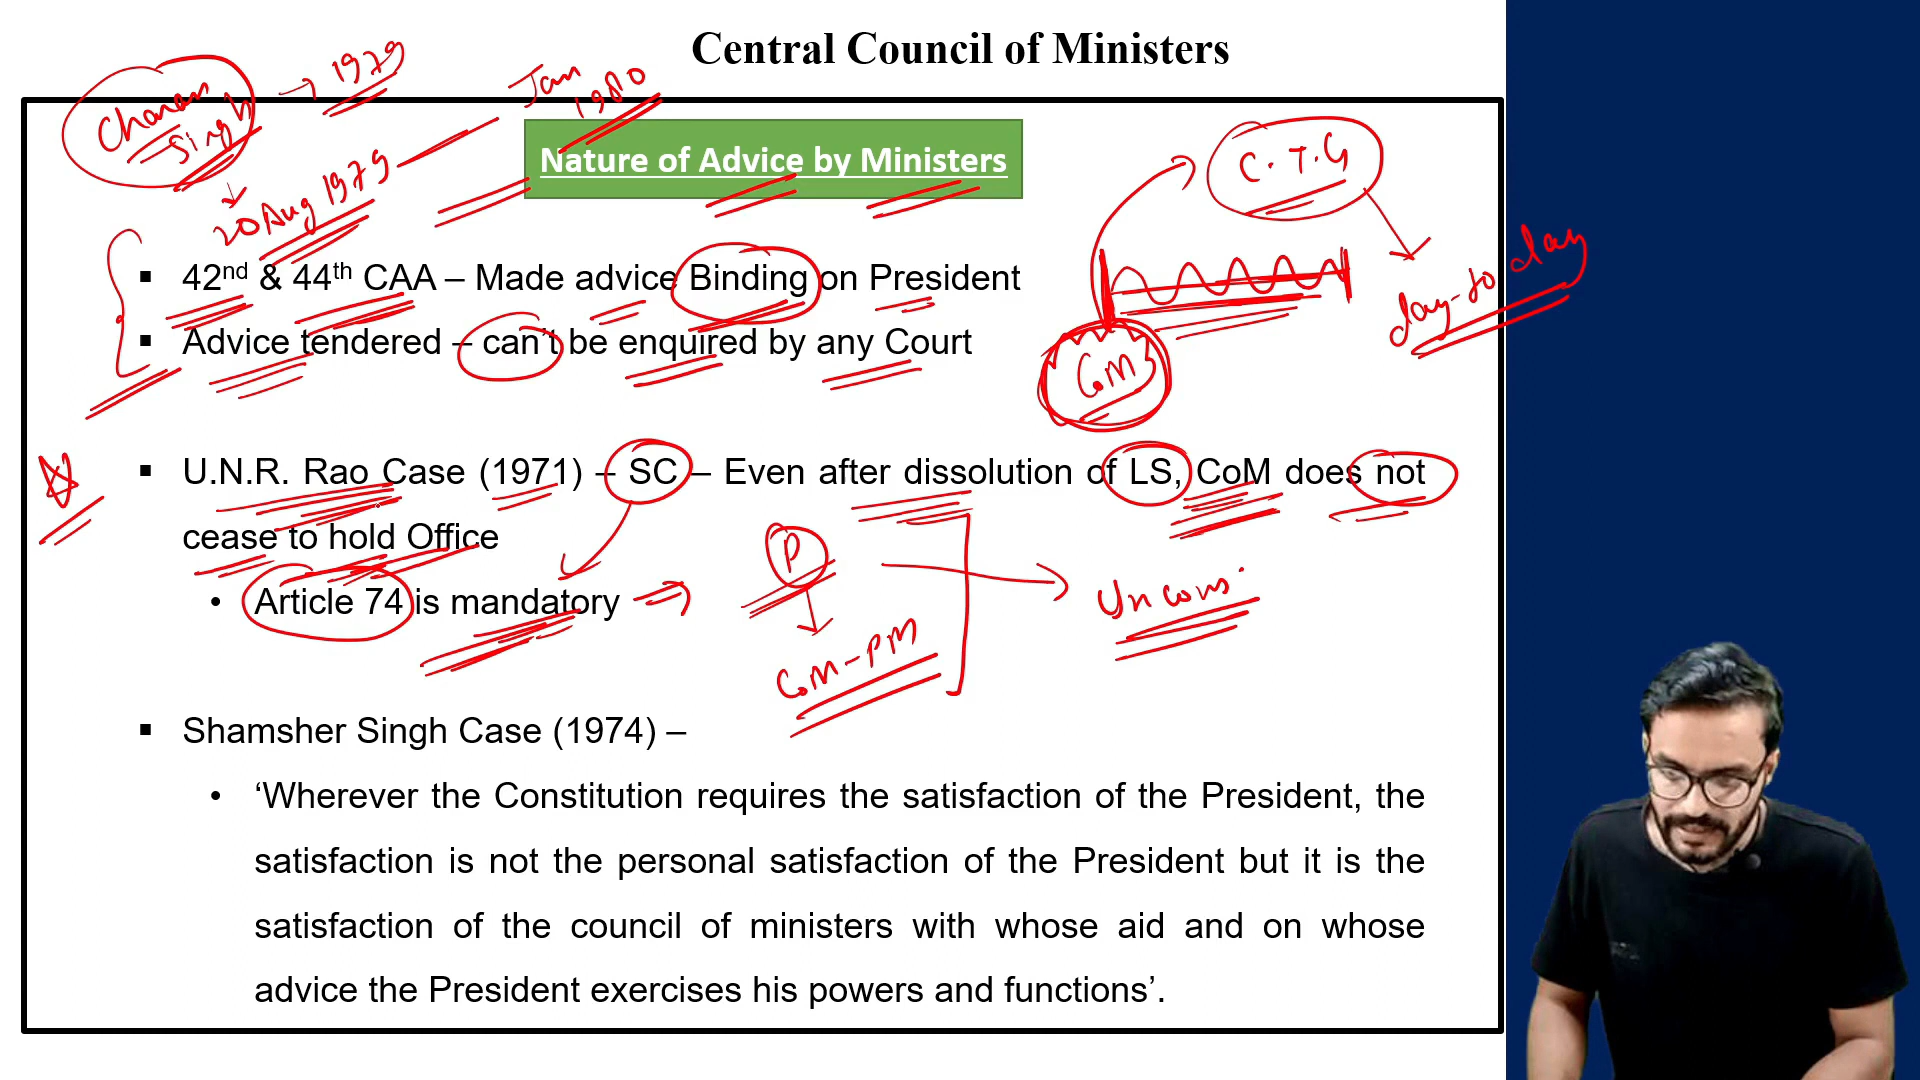 Central Council of Ministers
Charan Singh → 1979
20 Aug 1979 — Jan 1980
Nature of Advice by Ministers
C.T.G
day-to day
▪ 42nd & 44th CAA – Made advice Binding on President
▪ Advice tendered – can't be enquired by any Court
CoM
▪ U.N.R. Rao Case (1971) – SC – Even after dissolution of LS, CoM does not
cease to hold Office
• Article 74 is mandatory
P
CoM-PM
Uncons.
▪ Shamsher Singh Case (1974) –
• ‘Wherever the Constitution requires the satisfaction of the President, the
satisfaction is not the personal satisfaction of the President but it is the
satisfaction of the council of ministers with whose aid and on whose
advice the President exercises his powers and functions’.